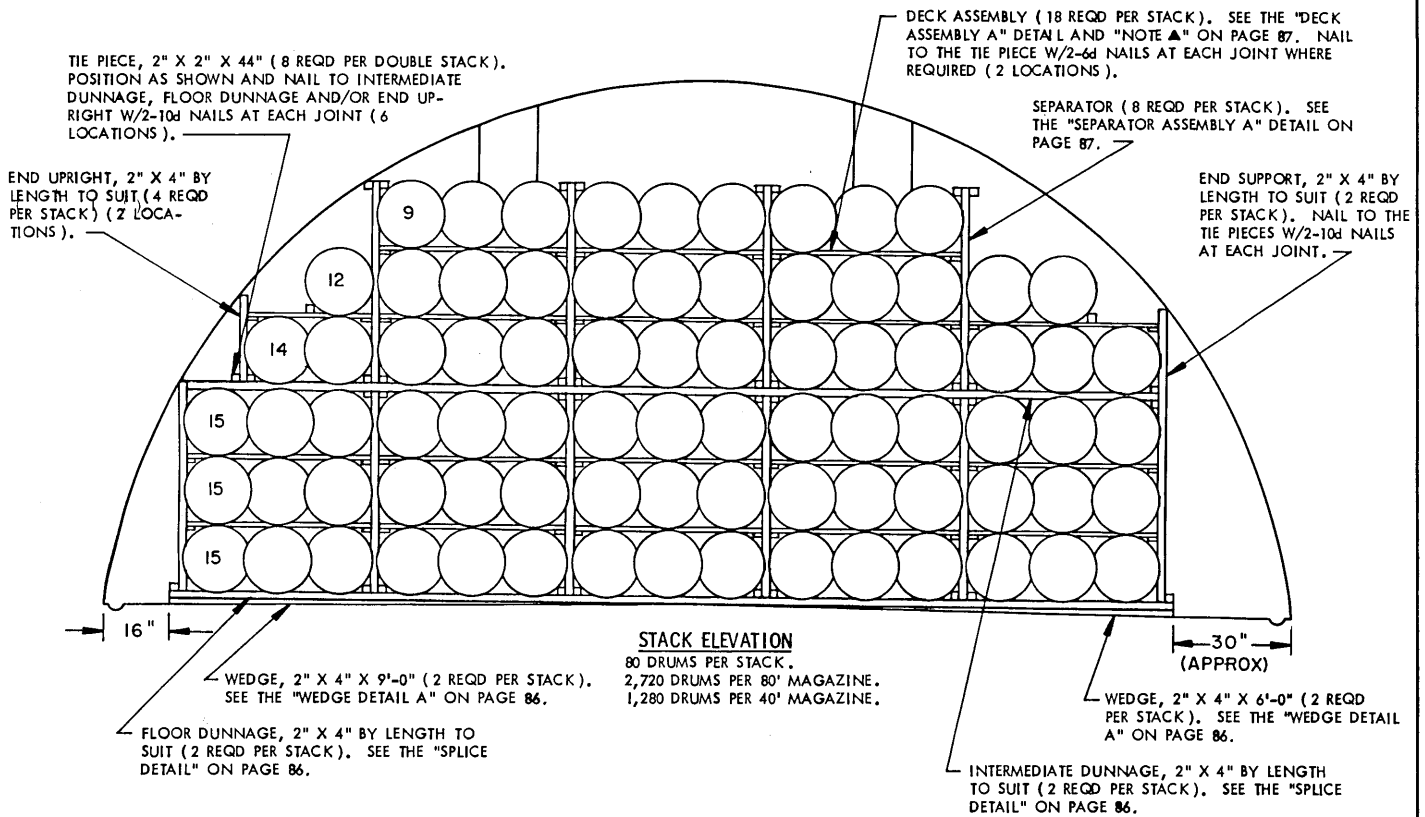 DECK ASSEMBLY (18 REQD PER STACK). SEE THE "DECK
ASSEMBLY A" DETAIL AND "NOTE ▲" ON PAGE 87. NAIL
TO THE TIE PIECE W/2-6d NAILS AT EACH JOINT WHERE
REQUIRED (2 LOCATIONS).
TIE PIECE, 2" X 2" X 44" (8 REQD PER DOUBLE STACK).
POSITION AS SHOWN AND NAIL TO INTERMEDIATE
DUNNAGE, FLOOR DUNNAGE AND/OR END UP-
RIGHT W/2-10d NAILS AT EACH JOINT (6
LOCATIONS).
SEPARATOR (8 REQD PER STACK). SEE
THE "SEPARATOR ASSEMBLY A" DETAIL ON
PAGE 87.
END UPRIGHT, 2" X 4" BY
LENGTH TO SUIT (4 REQD
PER STACK) (2 LOCA-
TIONS).
END SUPPORT, 2" X 4" BY
LENGTH TO SUIT (2 REQD
PER STACK). NAIL TO THE
TIE PIECES W/2-10d NAILS
AT EACH JOINT.
9
12
14
15
15
15
16"
30"
(APPROX)
STACK ELEVATION
80 DRUMS PER STACK.
2,720 DRUMS PER 80' MAGAZINE.
1,280 DRUMS PER 40' MAGAZINE.
WEDGE, 2" X 4" X 9'-0" (2 REQD PER STACK).
SEE THE "WEDGE DETAIL A" ON PAGE 86.
FLOOR DUNNAGE, 2" X 4" BY LENGTH TO
SUIT (2 REQD PER STACK). SEE THE "SPLICE
DETAIL" ON PAGE 86.
WEDGE, 2" X 4" X 6'-0" (2 REQD
PER STACK). SEE THE "WEDGE DETAIL
A" ON PAGE 86.
INTERMEDIATE DUNNAGE, 2" X 4" BY LENGTH
TO SUIT (2 REQD PER STACK). SEE THE "SPLICE
DETAIL" ON PAGE 86.